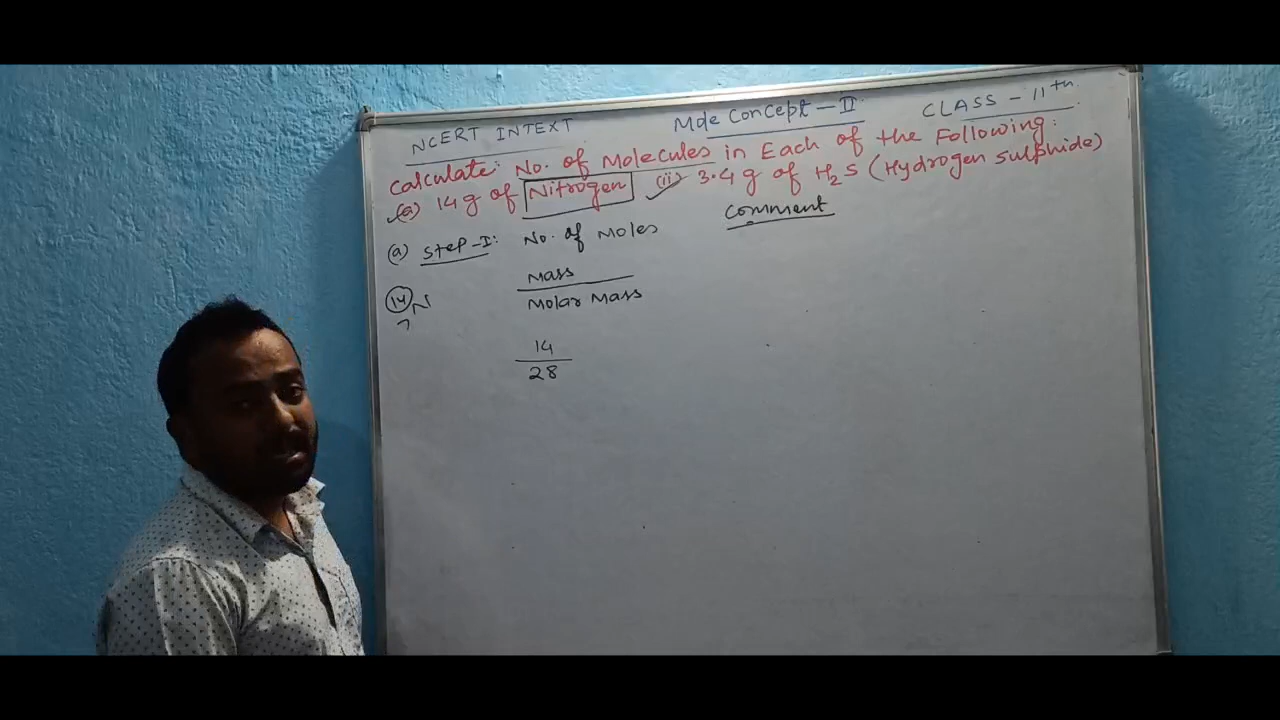 NCERT INTEXT Mole Concept - II CLASS - 11th
Calculate: No. of Molecules in Each of the Following:
(a) 14 g of Nitrogen (ii) 3.4 g of H₂S (Hydrogen sulphide)
(a) Step-I: No. of Moles Comment
Mass
Molar Mass
14 N
7
14
28